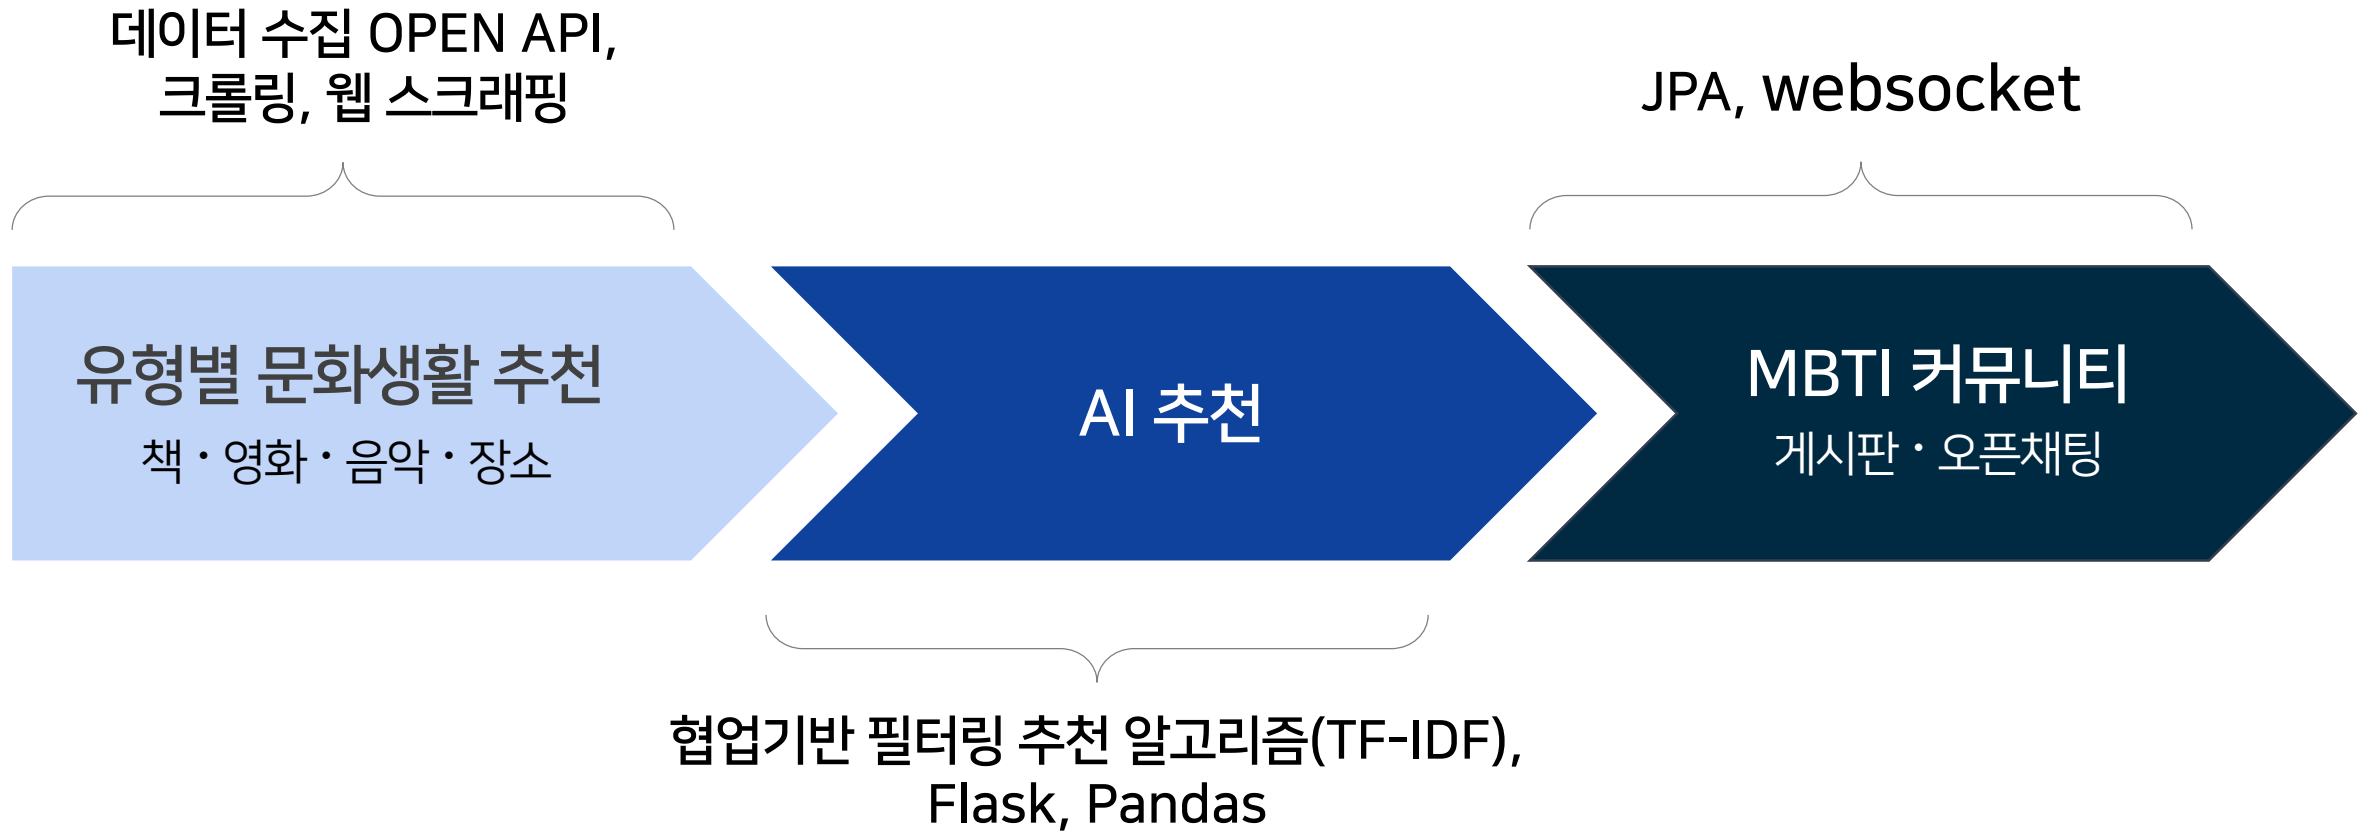 데이터 수집 OPEN API,
크롤링, 웹 스크래핑
JPA, websocket
유형별 문화생활 추천
책・영화・음악・장소
AI 추천
MBTI 커뮤니티
게시판・오픈채팅
협업기반 필터링 추천 알고리즘(TF-IDF),
Flask, Pandas